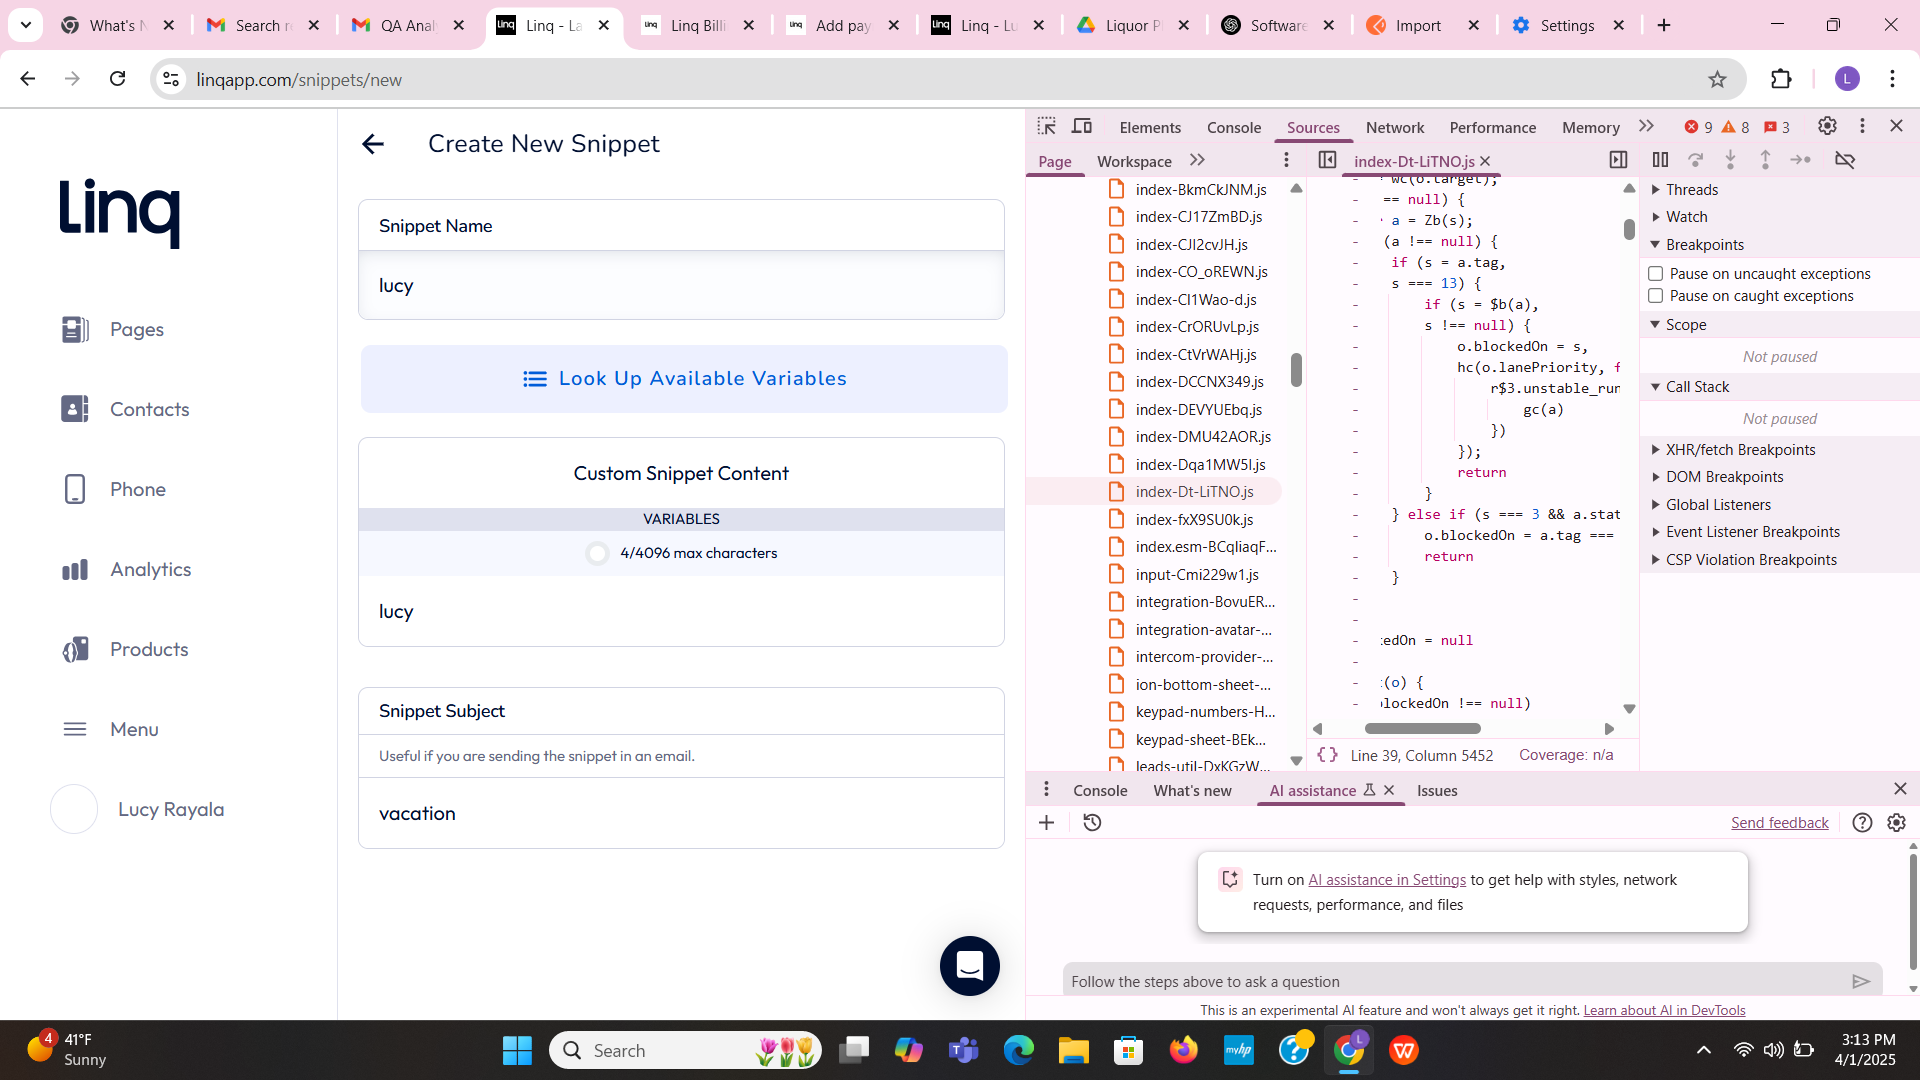 What's N
Search re
QA Analy
Linq - La
Linq Billi
Add pay
Linq - Lu
Liquor Pl
Software
Import
Settings
linqapp.com/snippets/new
L
Linq
Pages
Contacts
Phone
Analytics
Products
Menu
Lucy Rayala
Create New Snippet
Snippet Name
lucy
Look Up Available Variables
Custom Snippet Content
VARIABLES
4/4096 max characters
lucy
Snippet Subject
Useful if you are sending the snippet in an email.
vacation
Elements Console Sources Network Performance Memory 9 8 3
Page Workspace
index-BkmCkJNM.js
index-CJ17ZmBD.js
index-CJI2cvJH.js
index-CO_oREWN.js
index-Cl1Wao-d.js
index-CrORUvLp.js
index-CtVrWAHj.js
index-DCCNX349.js
index-DEVYUEbq.js
index-DMU42AOR.js
index-Dqa1MW5l.js
index-Dt-LiTNO.js
index-fxX9SU0k.js
index.esm-BCqIiaqF...
input-Cmi229w1.js
integration-BovuER...
integration-avatar-...
intercom-provider-...
ion-bottom-sheet-...
keypad-numbers-H...
keypad-sheet-BEk...
leads-util-DxKGzW...
index-Dt-LiTNO.js
wc(o.target);
== null) {
a = Zb(s);
(a !== null) {
if (s = a.tag,
s === 13) {
if (s = $b(a),
s !== null) {
o.blockedOn = s,
hc(o.lanePriority, f
r$3.unstable_run
gc(a)
})
});
return
}
} else if (s === 3 && a.stat
o.blockedOn = a.tag ===
return
}
kedOn = null
(o) {
blockedOn !== null)
{} Line 39, Column 5452 Coverage: n/a
Threads
Watch
Breakpoints
Pause on uncaught exceptions
Pause on caught exceptions
Scope
Not paused
Call Stack
Not paused
XHR/fetch Breakpoints
DOM Breakpoints
Global Listeners
Event Listener Breakpoints
CSP Violation Breakpoints
Console What's new AI assistance Issues
Send feedback
Turn on AI assistance in Settings to get help with styles, network
requests, performance, and files
Follow the steps above to ask a question
This is an experimental AI feature and won't always get it right. Learn about AI in DevTools
4
41°F
Sunny
Search
myhp
L
3:13 PM
4/1/2025